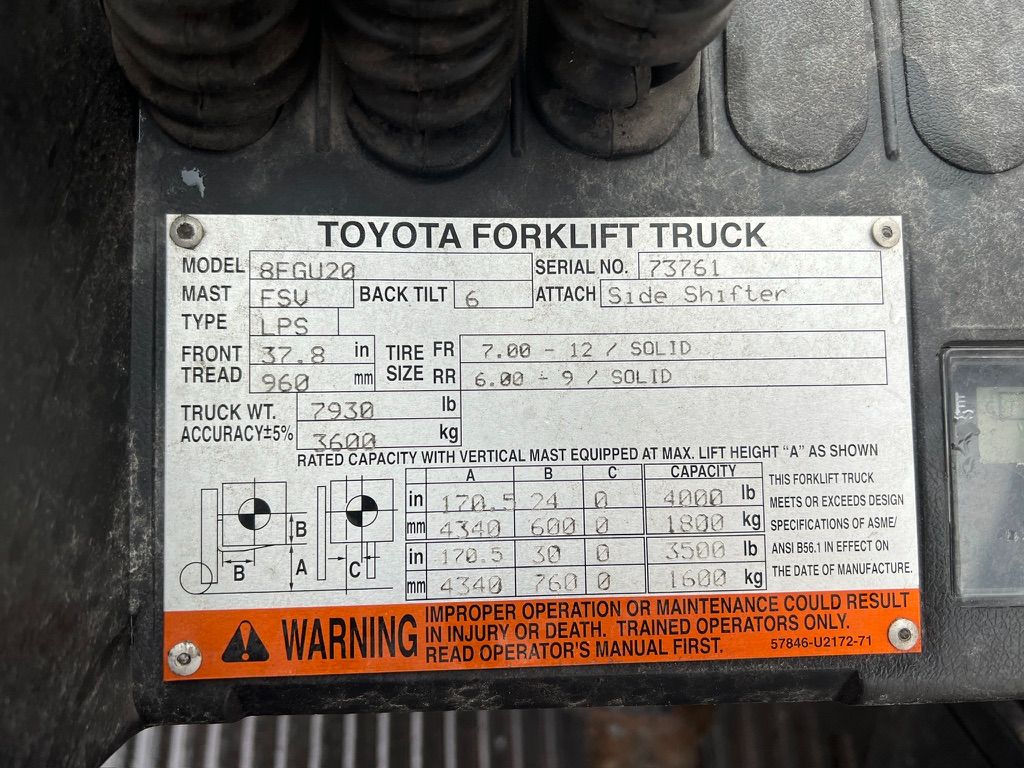 TOYOTA FORKLIFT TRUCK
MODEL 8FGU20 SERIAL NO. 73761
MAST FSV BACK TILT 6 ATTACH Side Shifter
TYPE LPS
FRONT TREAD 37.8 in TIRE SIZE FR 7.00 - 12 / SOLID
960 mm RR 6.00 - 9 / SOLID
TRUCK WT. 7930 lb
ACCURACY±5% 3600 kg
RATED CAPACITY WITH VERTICAL MAST EQUIPPED AT MAX. LIFT HEIGHT “A” AS SHOWN
A B C CAPACITY
in 170.5 24 0 4000 lb
mm 4340 600 0 1800 kg
in 170.5 30 0 3500 lb
mm 4340 760 0 1600 kg
B
B A C
THIS FORKLIFT TRUCK
MEETS OR EXCEEDS DESIGN
SPECIFICATIONS OF ASME/
ANSI B56.1 IN EFFECT ON
THE DATE OF MANUFACTURE.
WARNING
IMPROPER OPERATION OR MAINTENANCE COULD RESULT
IN INJURY OR DEATH. TRAINED OPERATORS ONLY.
READ OPERATOR'S MANUAL FIRST. 57846-U2172-71